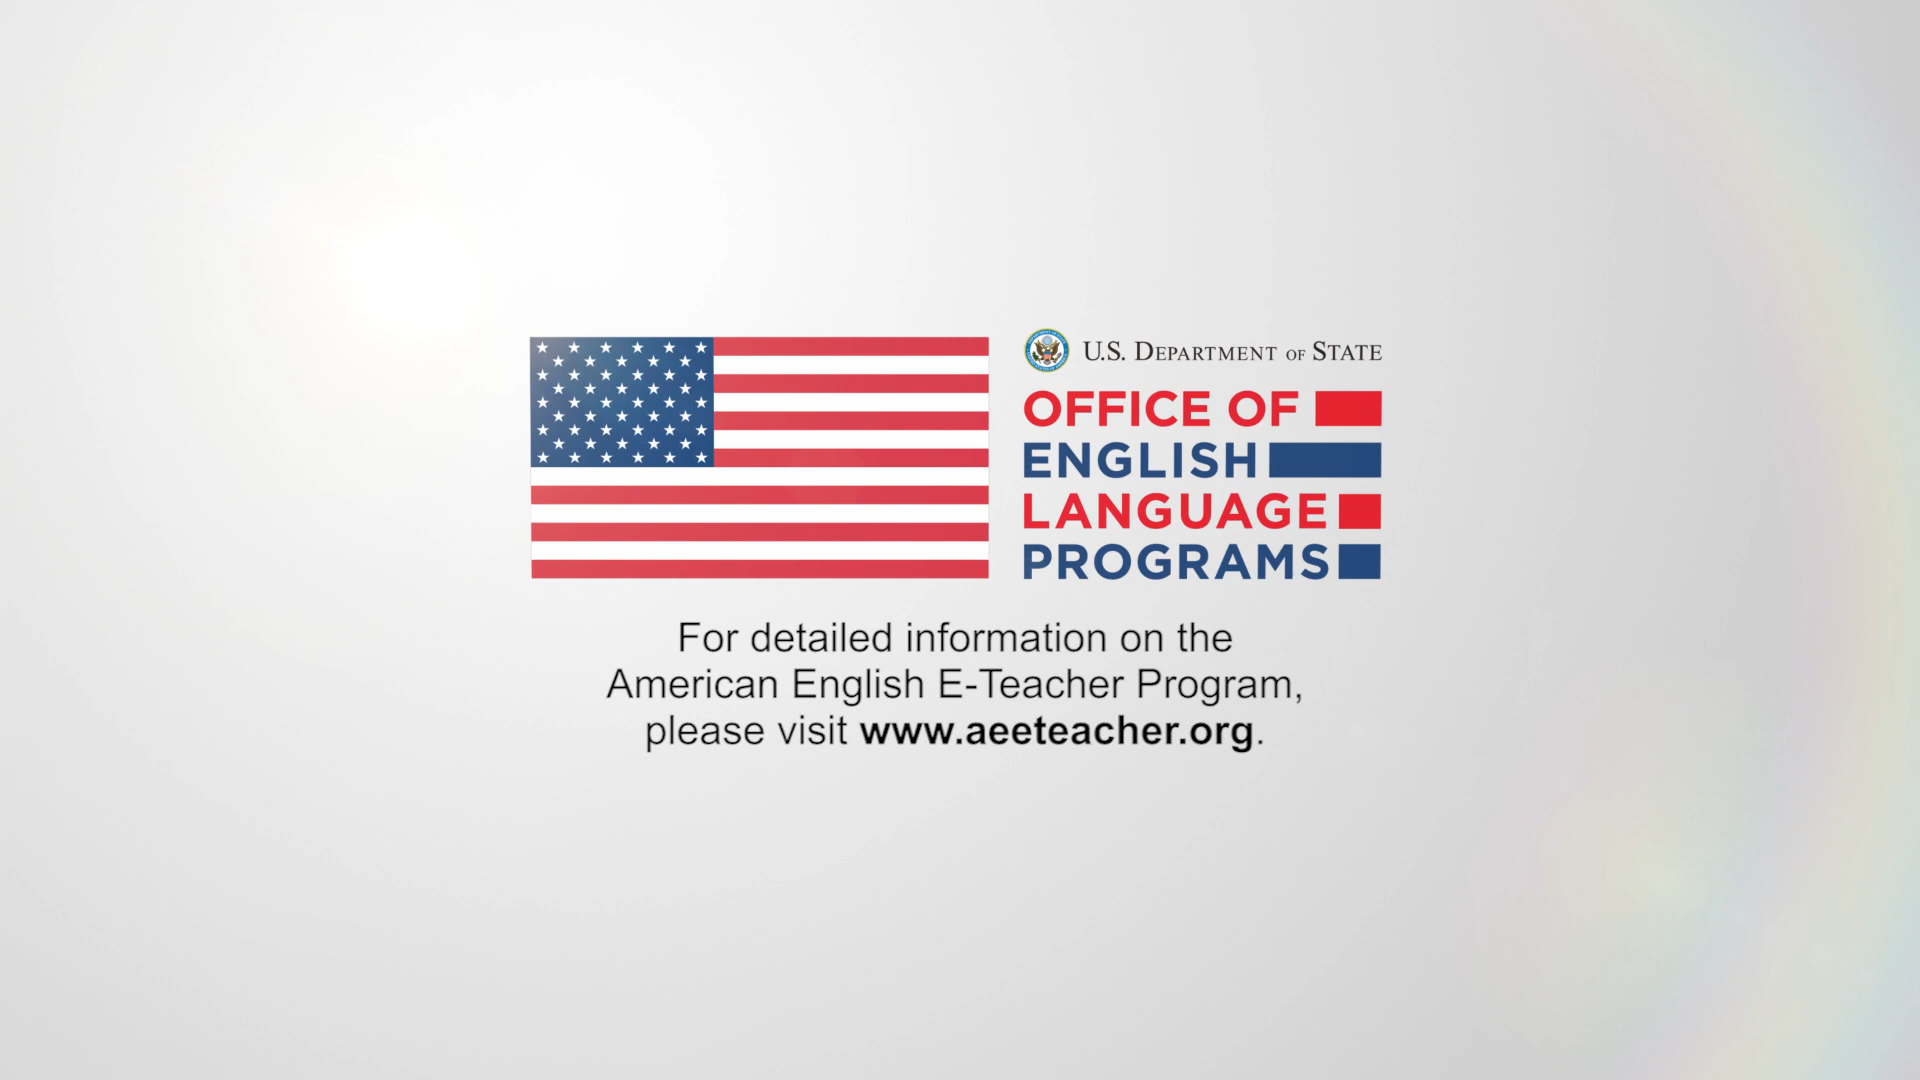 U.S. DEPARTMENT OF STATE
OFFICE OF
ENGLISH
LANGUAGE
PROGRAMS
For detailed information on the
American English E-Teacher Program,
please visit www.aeeteacher.org.